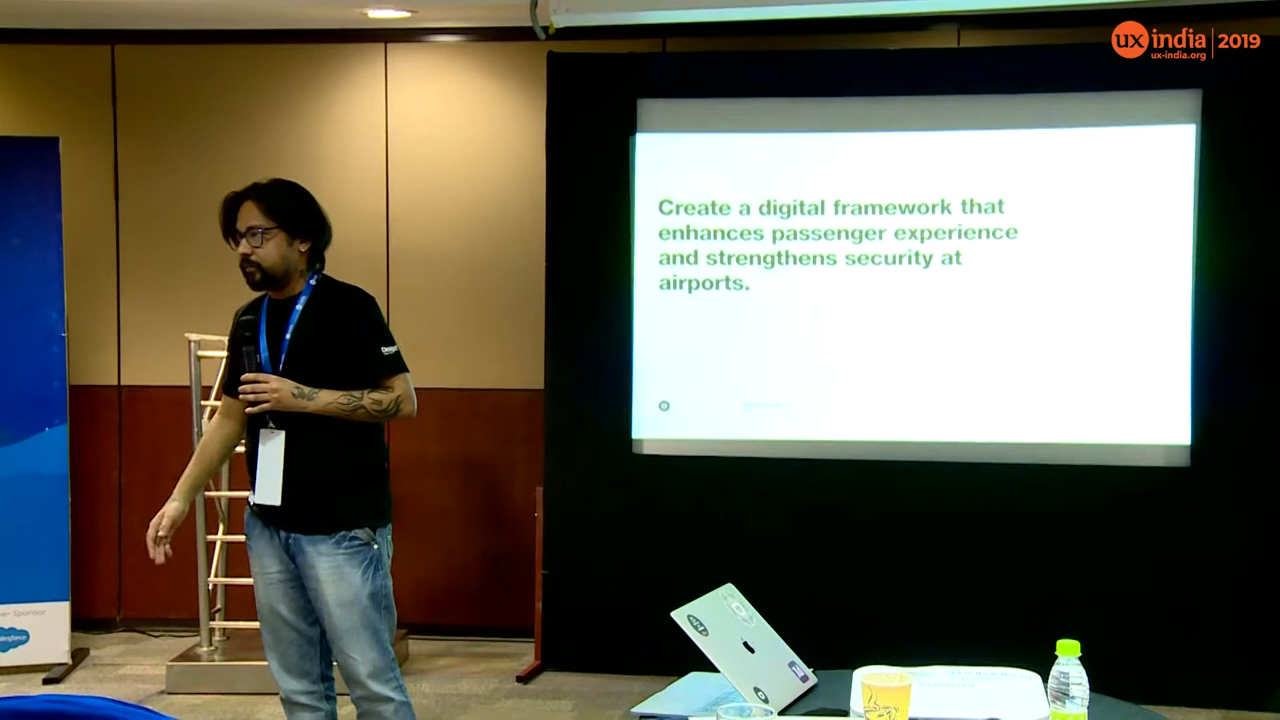 ux india 2019
ux-india.org
Create a digital framework that
enhances passenger experience
and strengthens security at
airports.